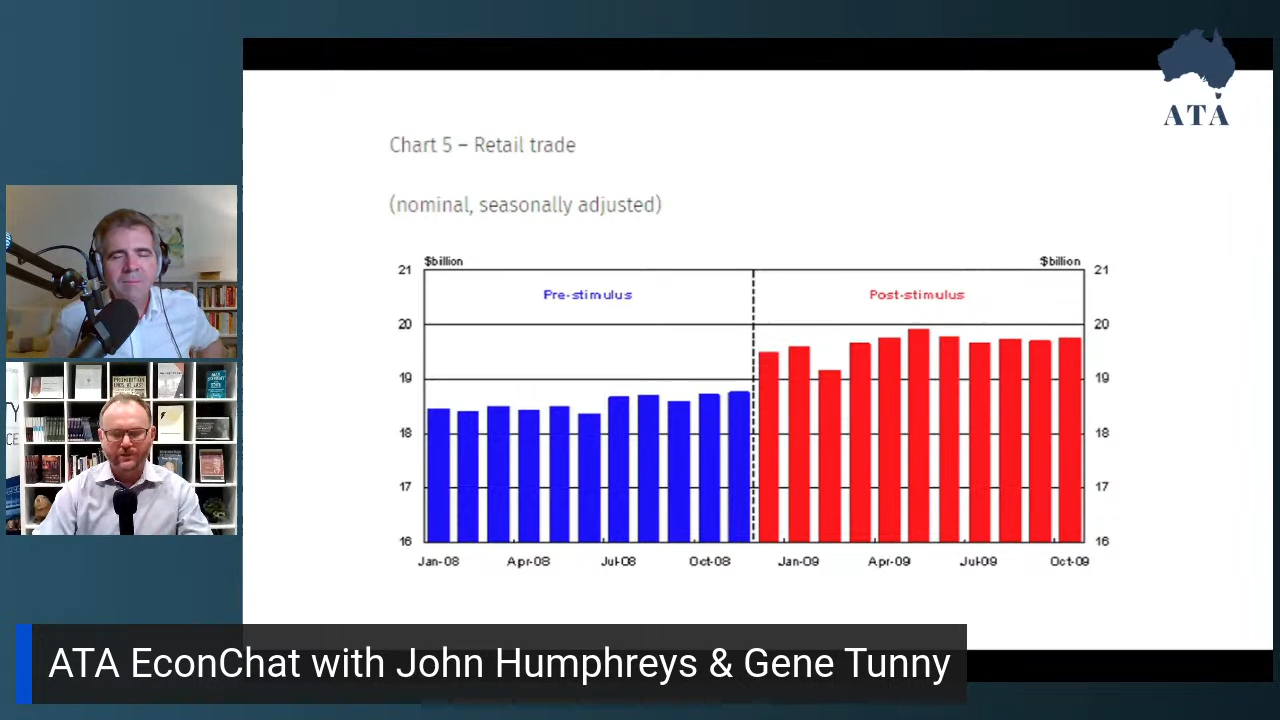 ATA
Chart 5 – Retail trade
(nominal, seasonally adjusted)
$billion $billion
21 21
Pre-stimulus Post-stimulus
20 20
19 19
18 18
17 17
16 16
Jan-08 Apr-08 Jul-08 Oct-08 Jan-09 Apr-09 Jul-09 Oct-09
PROHIBITION
ATA EconChat with John Humphreys & Gene Tunny